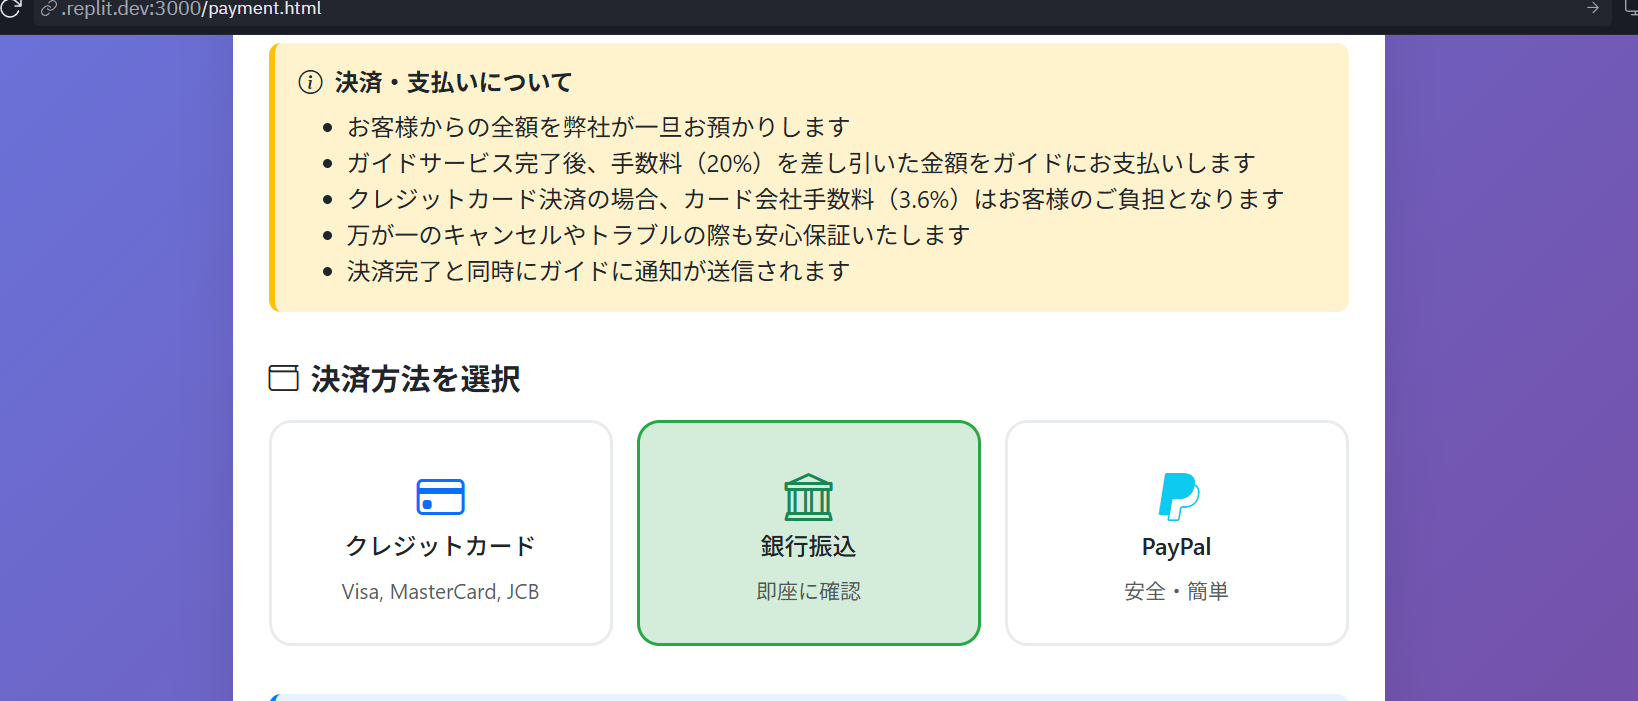 .replit.dev:3000/payment.html
決済・支払いについて
お客様からの全額を弊社が一旦お預かりします
ガイドサービス完了後、手数料（20%）を差し引いた金額をガイドにお支払いします
クレジットカード決済の場合、カード会社手数料（3.6%）はお客様のご負担となります
万が一のキャンセルやトラブルの際も安心保証いたします
決済完了と同時にガイドに通知が送信されます
決済方法を選択
クレジットカード
Visa, MasterCard, JCB
銀行振込
即座に確認
PayPal
安全・簡単